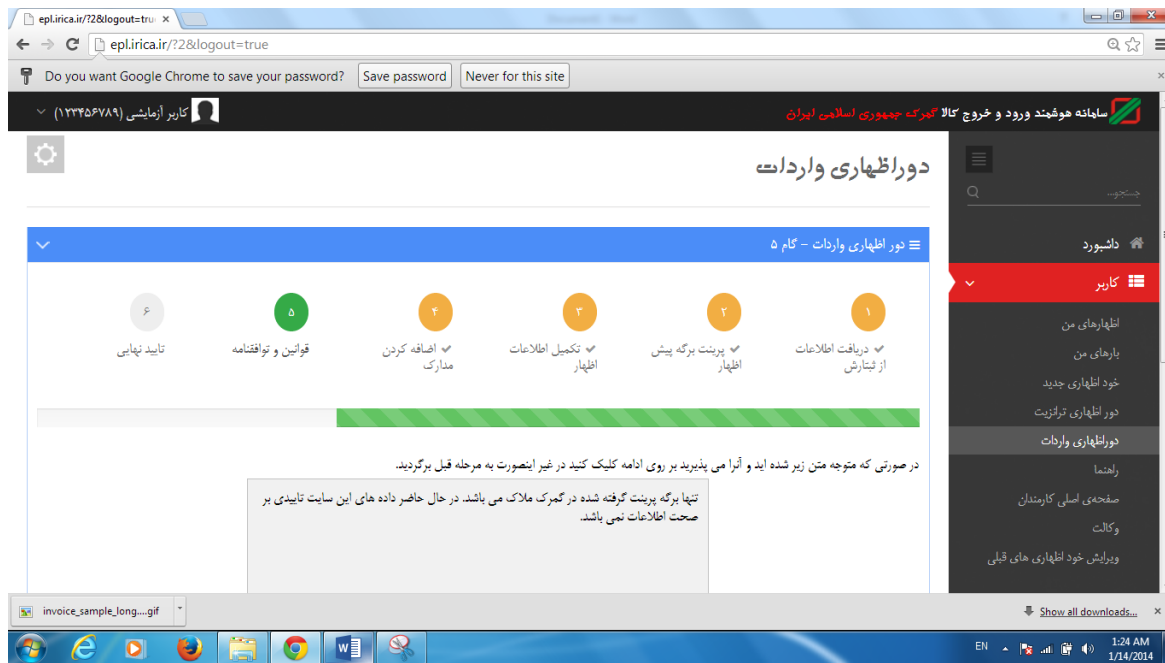 epl.irica.ir/?2&logout=tru
epl.irica.ir/?2&logout=true
Do you want Google Chrome to save your password? Save password Never for this site
سامانه هوشمند ورود و خروج کالا گمرک جمهوری اسلامی ایران
کاربر آزمایشی (۱۲۳۴۵۶۷۸۹)
جستجو...
داشبورد
کاربر
اظهارهای من
بارهای من
خود اظهاری جدید
دور اظهاری ترانزیت
دوراظهاری واردات
راهنما
صفحه‌ی اصلی کارمندان
وکالت
ویرایش خود اظهاری های قبلی
دوراظهاری واردات
دور اظهاری واردات - گام ۵
۱ ۲ ۳ ۴ ۵ ۶
دریافت اطلاعات
از ثبتارش
پرینت برگه پیش
اظهار
تکمیل اطلاعات
اظهار
اضافه کردن
مدارک
قوانین و توافقنامه
تایید نهایی
در صورتی که متوجه متن زیر شده اید و آنرا می پذیرید بر روی ادامه کلیک کنید در غیر اینصورت به مرحله قبل برگردید.
تنها برگه پرینت گرفته شده در گمرک ملاک می باشد. در حال حاضر داده های این سایت تاییدی بر
صحت اطلاعات نمی باشد.
invoice_sample_long....gif
Show all downloads...
EN
1:24 AM
1/14/2014